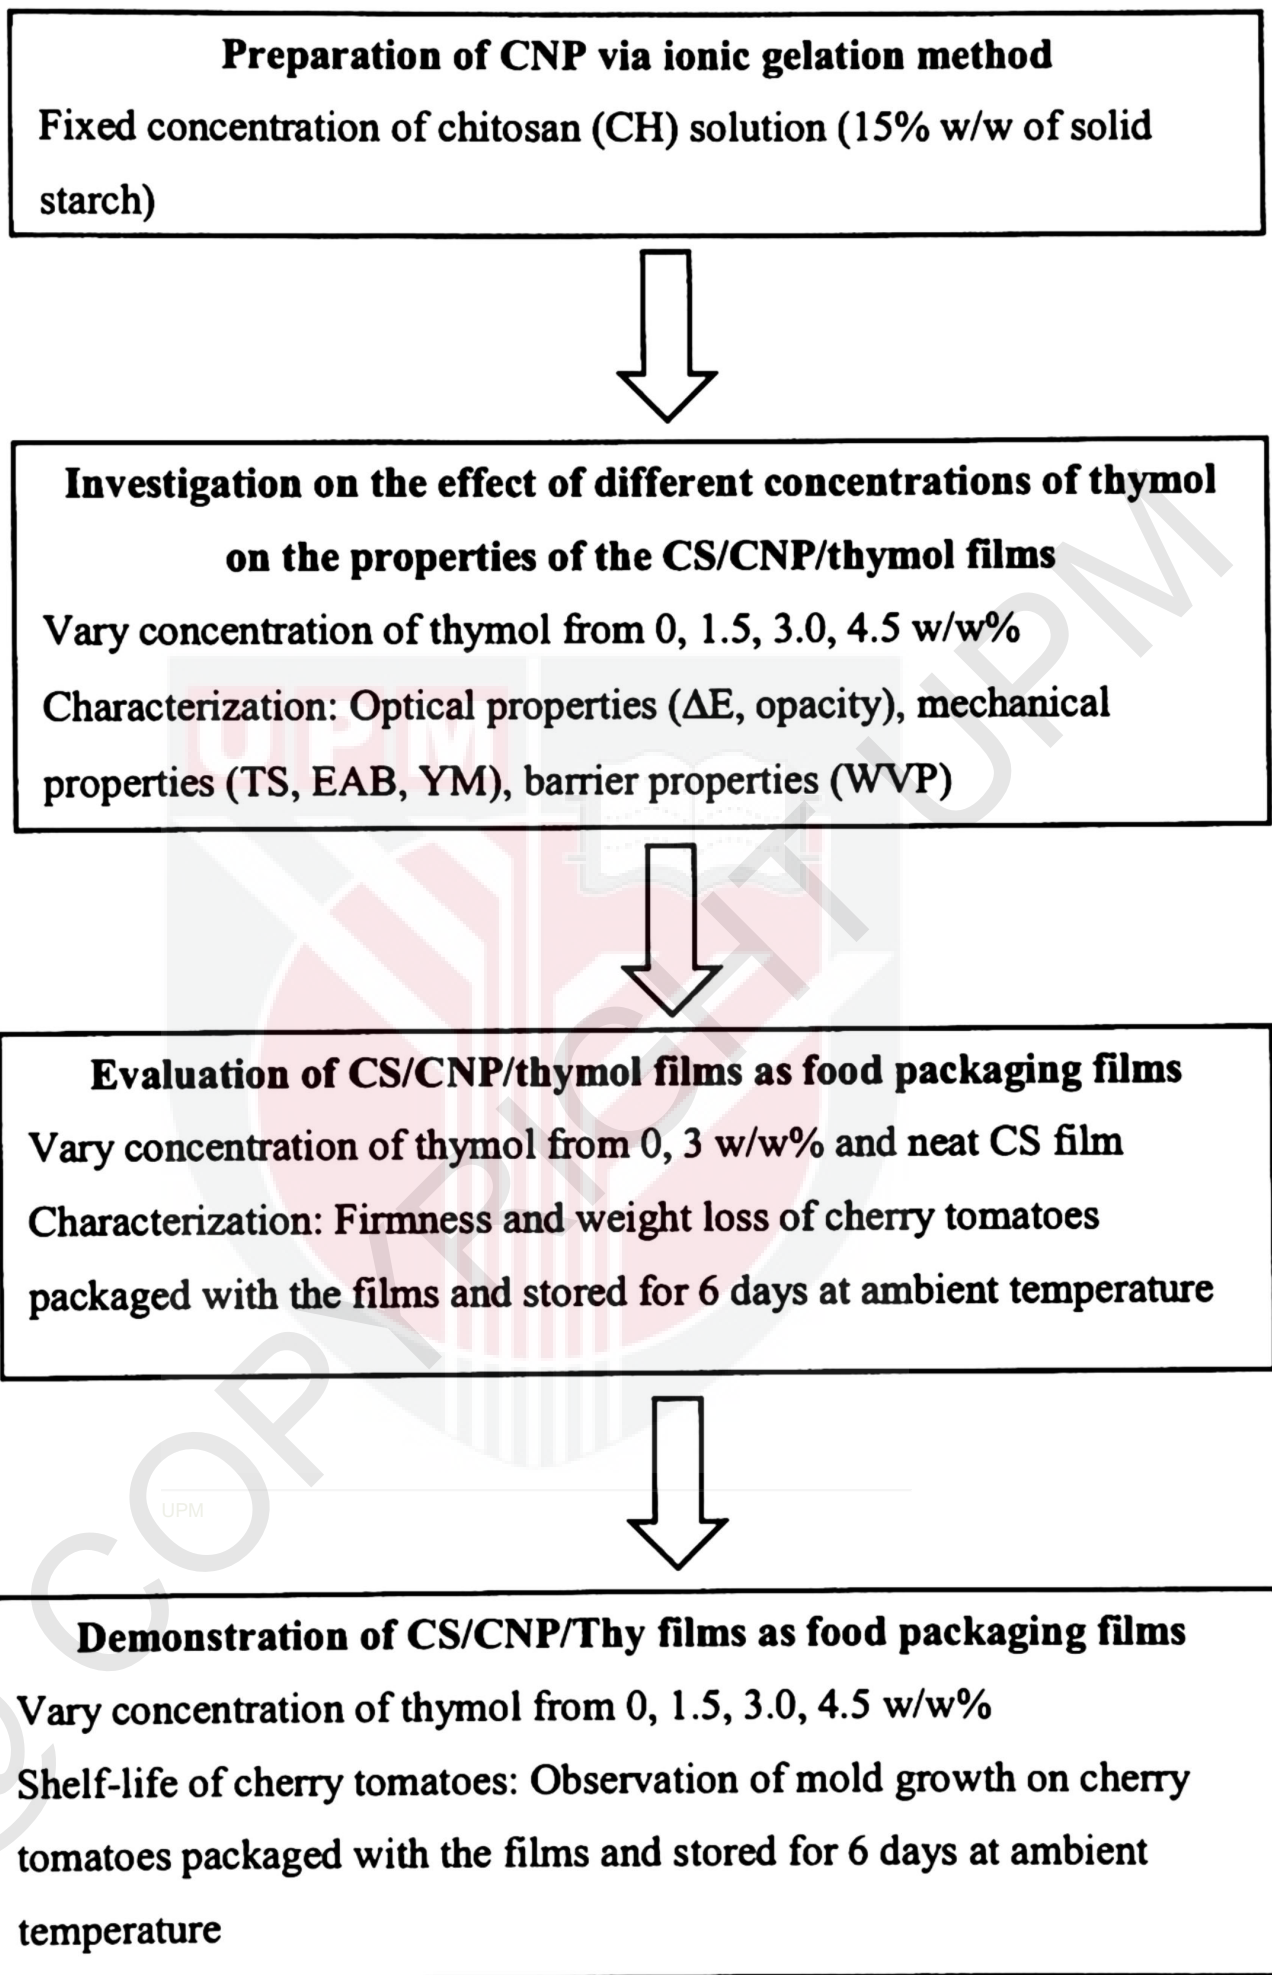 Preparation of CNP via ionic gelation method
Fixed concentration of chitosan (CH) solution (15% w/w of solid
starch)
Investigation on the effect of different concentrations of thymol
on the properties of the CS/CNP/thymol films
Vary concentration of thymol from 0, 1.5, 3.0, 4.5 w/w%
Characterization: Optical properties (ΔE, opacity), mechanical
properties (TS, EAB, YM), barrier properties (WVP)
Evaluation of CS/CNP/thymol films as food packaging films
Vary concentration of thymol from 0, 3 w/w% and neat CS film
Characterization: Firmness and weight loss of cherry tomatoes
packaged with the films and stored for 6 days at ambient temperature
Demonstration of CS/CNP/Thy films as food packaging films
Vary concentration of thymol from 0, 1.5, 3.0, 4.5 w/w%
Shelf-life of cherry tomatoes: Observation of mold growth on cherry
tomatoes packaged with the films and stored for 6 days at ambient
temperature
UPM
UPM
@ COPYRIGHT UPM